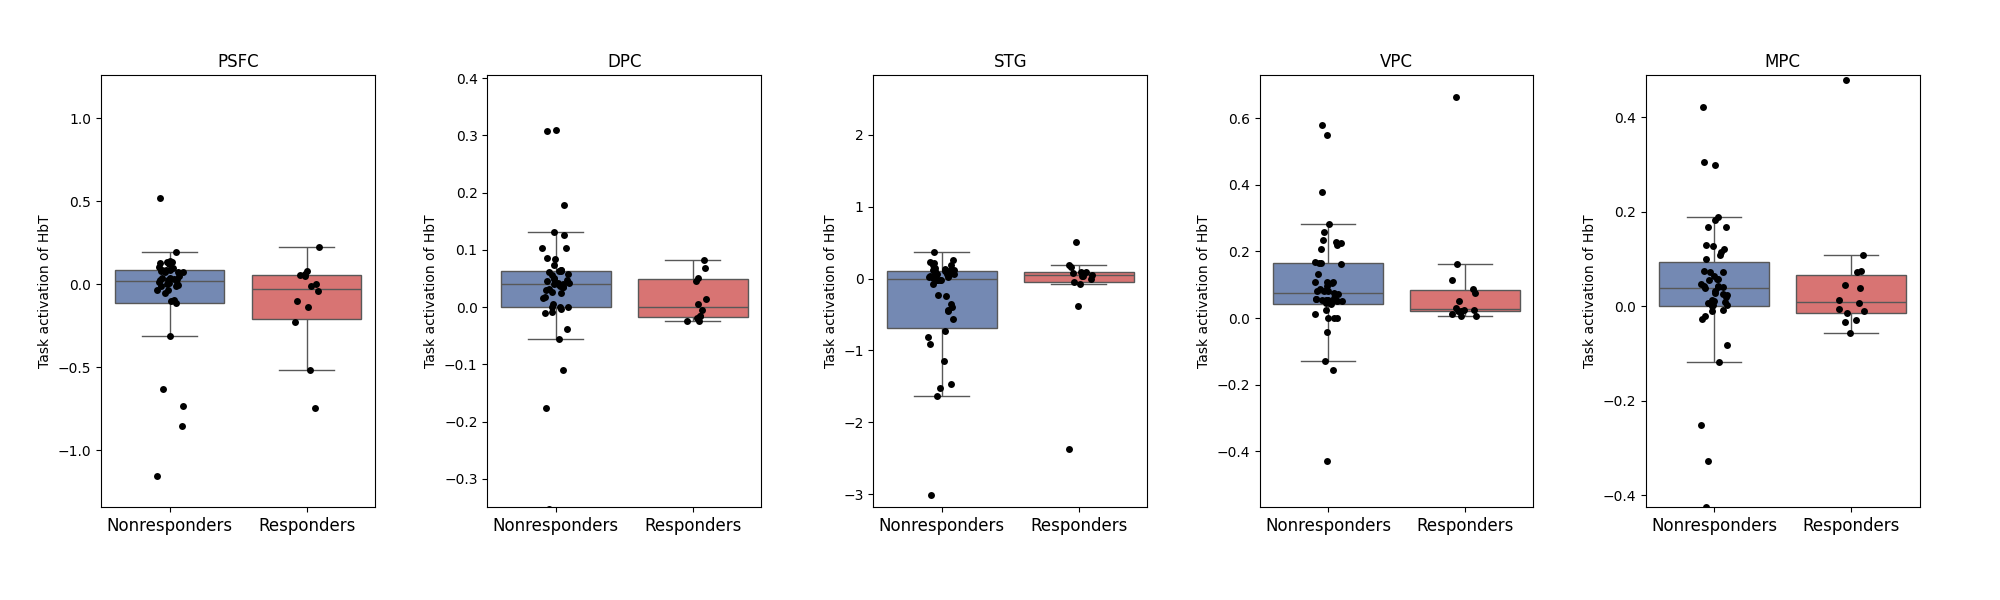 PSFC
Task activation of HbT
1.0
0.5
0.0
−0.5
−1.0
Nonresponders
Responders
DPC
Task activation of HbT
0.4
0.3
0.2
0.1
0.0
−0.1
−0.2
−0.3
Nonresponders
Responders
STG
Task activation of HbT
2
1
0
−1
−2
−3
Nonresponders
Responders
VPC
Task activation of HbT
0.6
0.4
0.2
0.0
−0.2
−0.4
Nonresponders
Responders
MPC
Task activation of HbT
0.4
0.2
0.0
−0.2
−0.4
Nonresponders
Responders